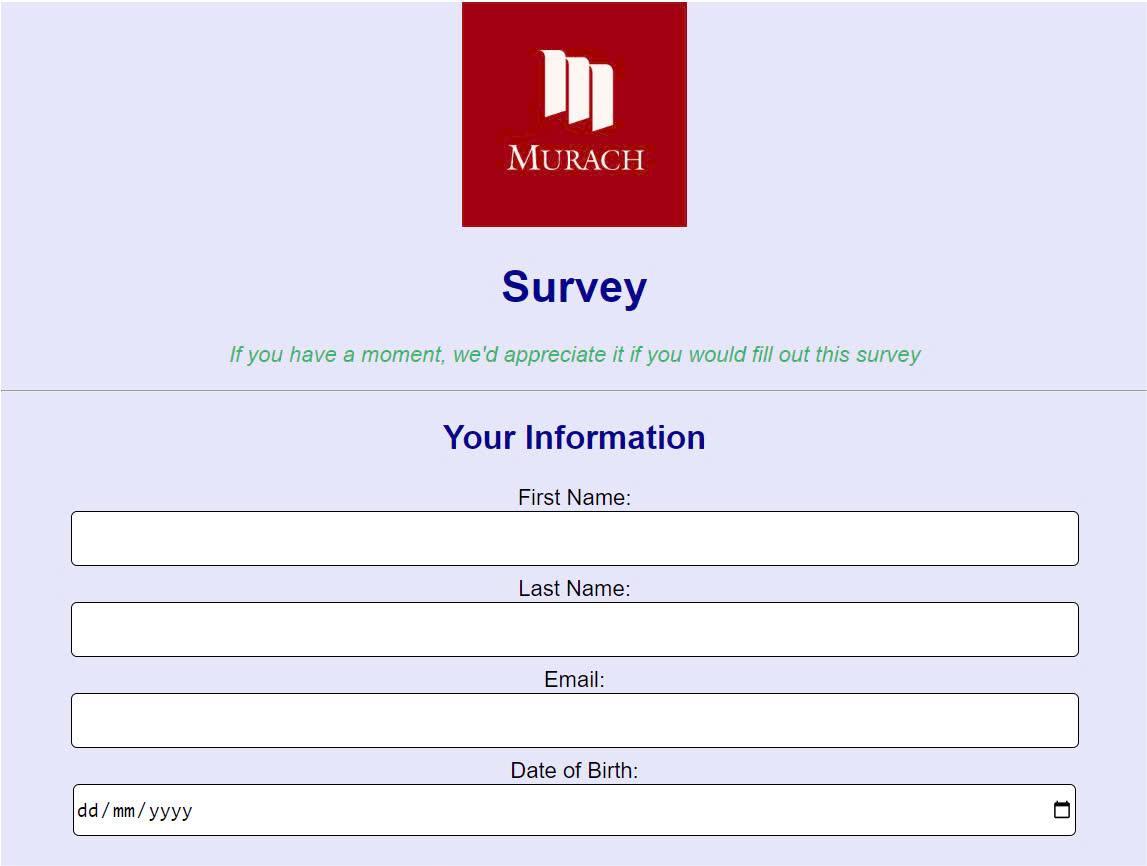 MURACH
Survey
If you have a moment, we'd appreciate it if you would fill out this survey
Your Information
First Name:
Last Name:
Email:
Date of Birth:
dd/mm/yyyy